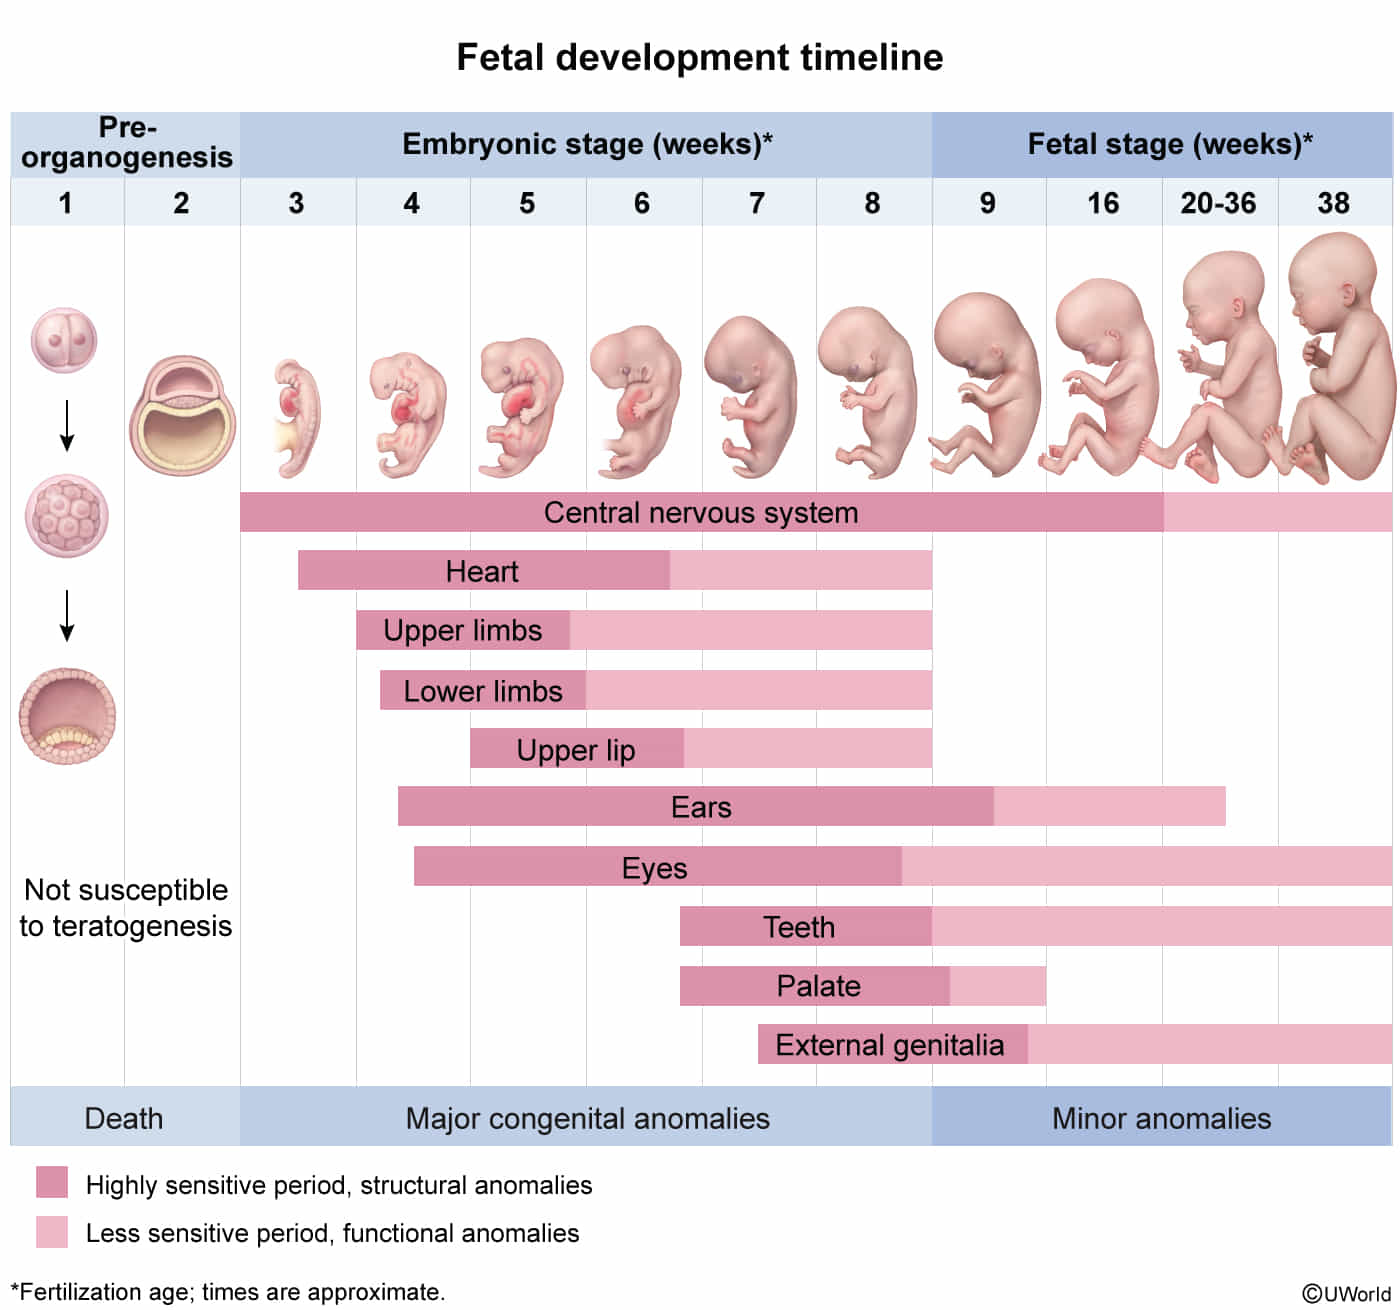 Fetal development timeline
Pre-
organogenesis
Embryonic stage (weeks)*
Fetal stage (weeks)*
1 2 3 4 5 6 7 8 9 16 20-36 38
Central nervous system
Heart
Upper limbs
Lower limbs
Upper lip
Ears
Eyes
Not susceptible
to teratogenesis
Teeth
Palate
External genitalia
Death
Major congenital anomalies
Minor anomalies
Highly sensitive period, structural anomalies
Less sensitive period, functional anomalies
*Fertilization age; times are approximate.
©UWorld